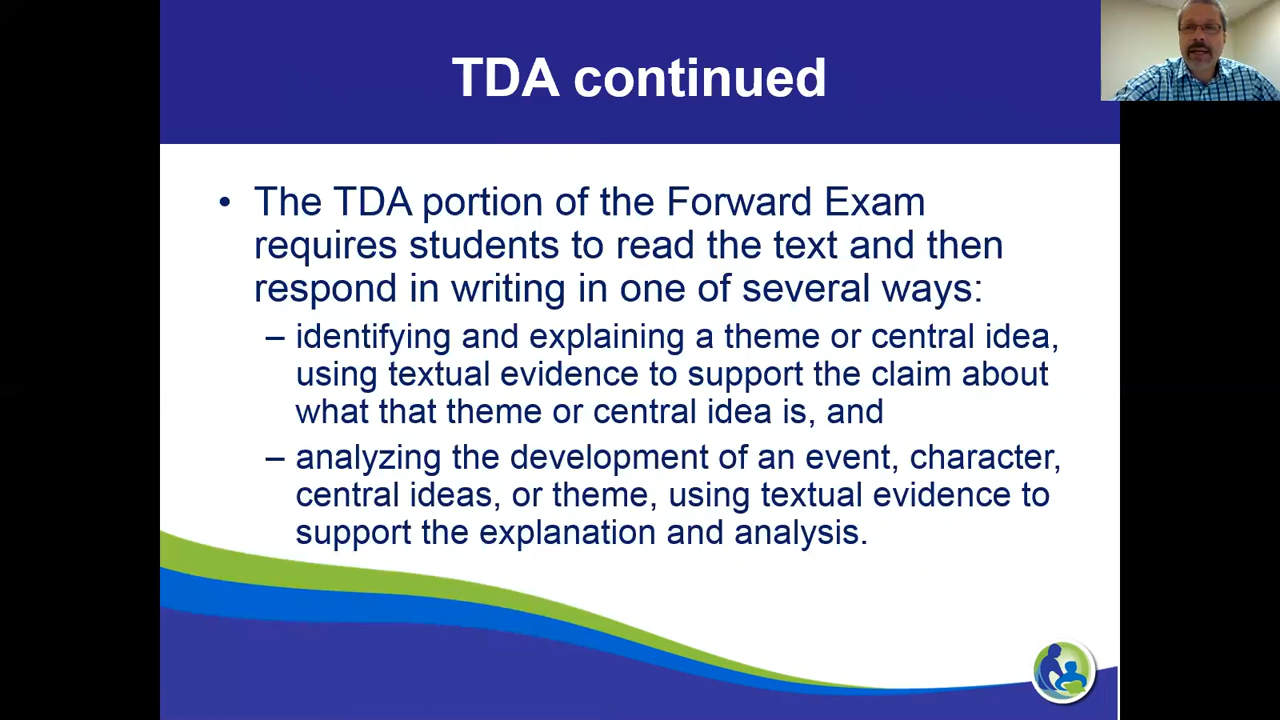 TDA continued
• The TDA portion of the Forward Exam
requires students to read the text and then
respond in writing in one of several ways:
– identifying and explaining a theme or central idea,
using textual evidence to support the claim about
what that theme or central idea is, and
– analyzing the development of an event, character,
central ideas, or theme, using textual evidence to
support the explanation and analysis.